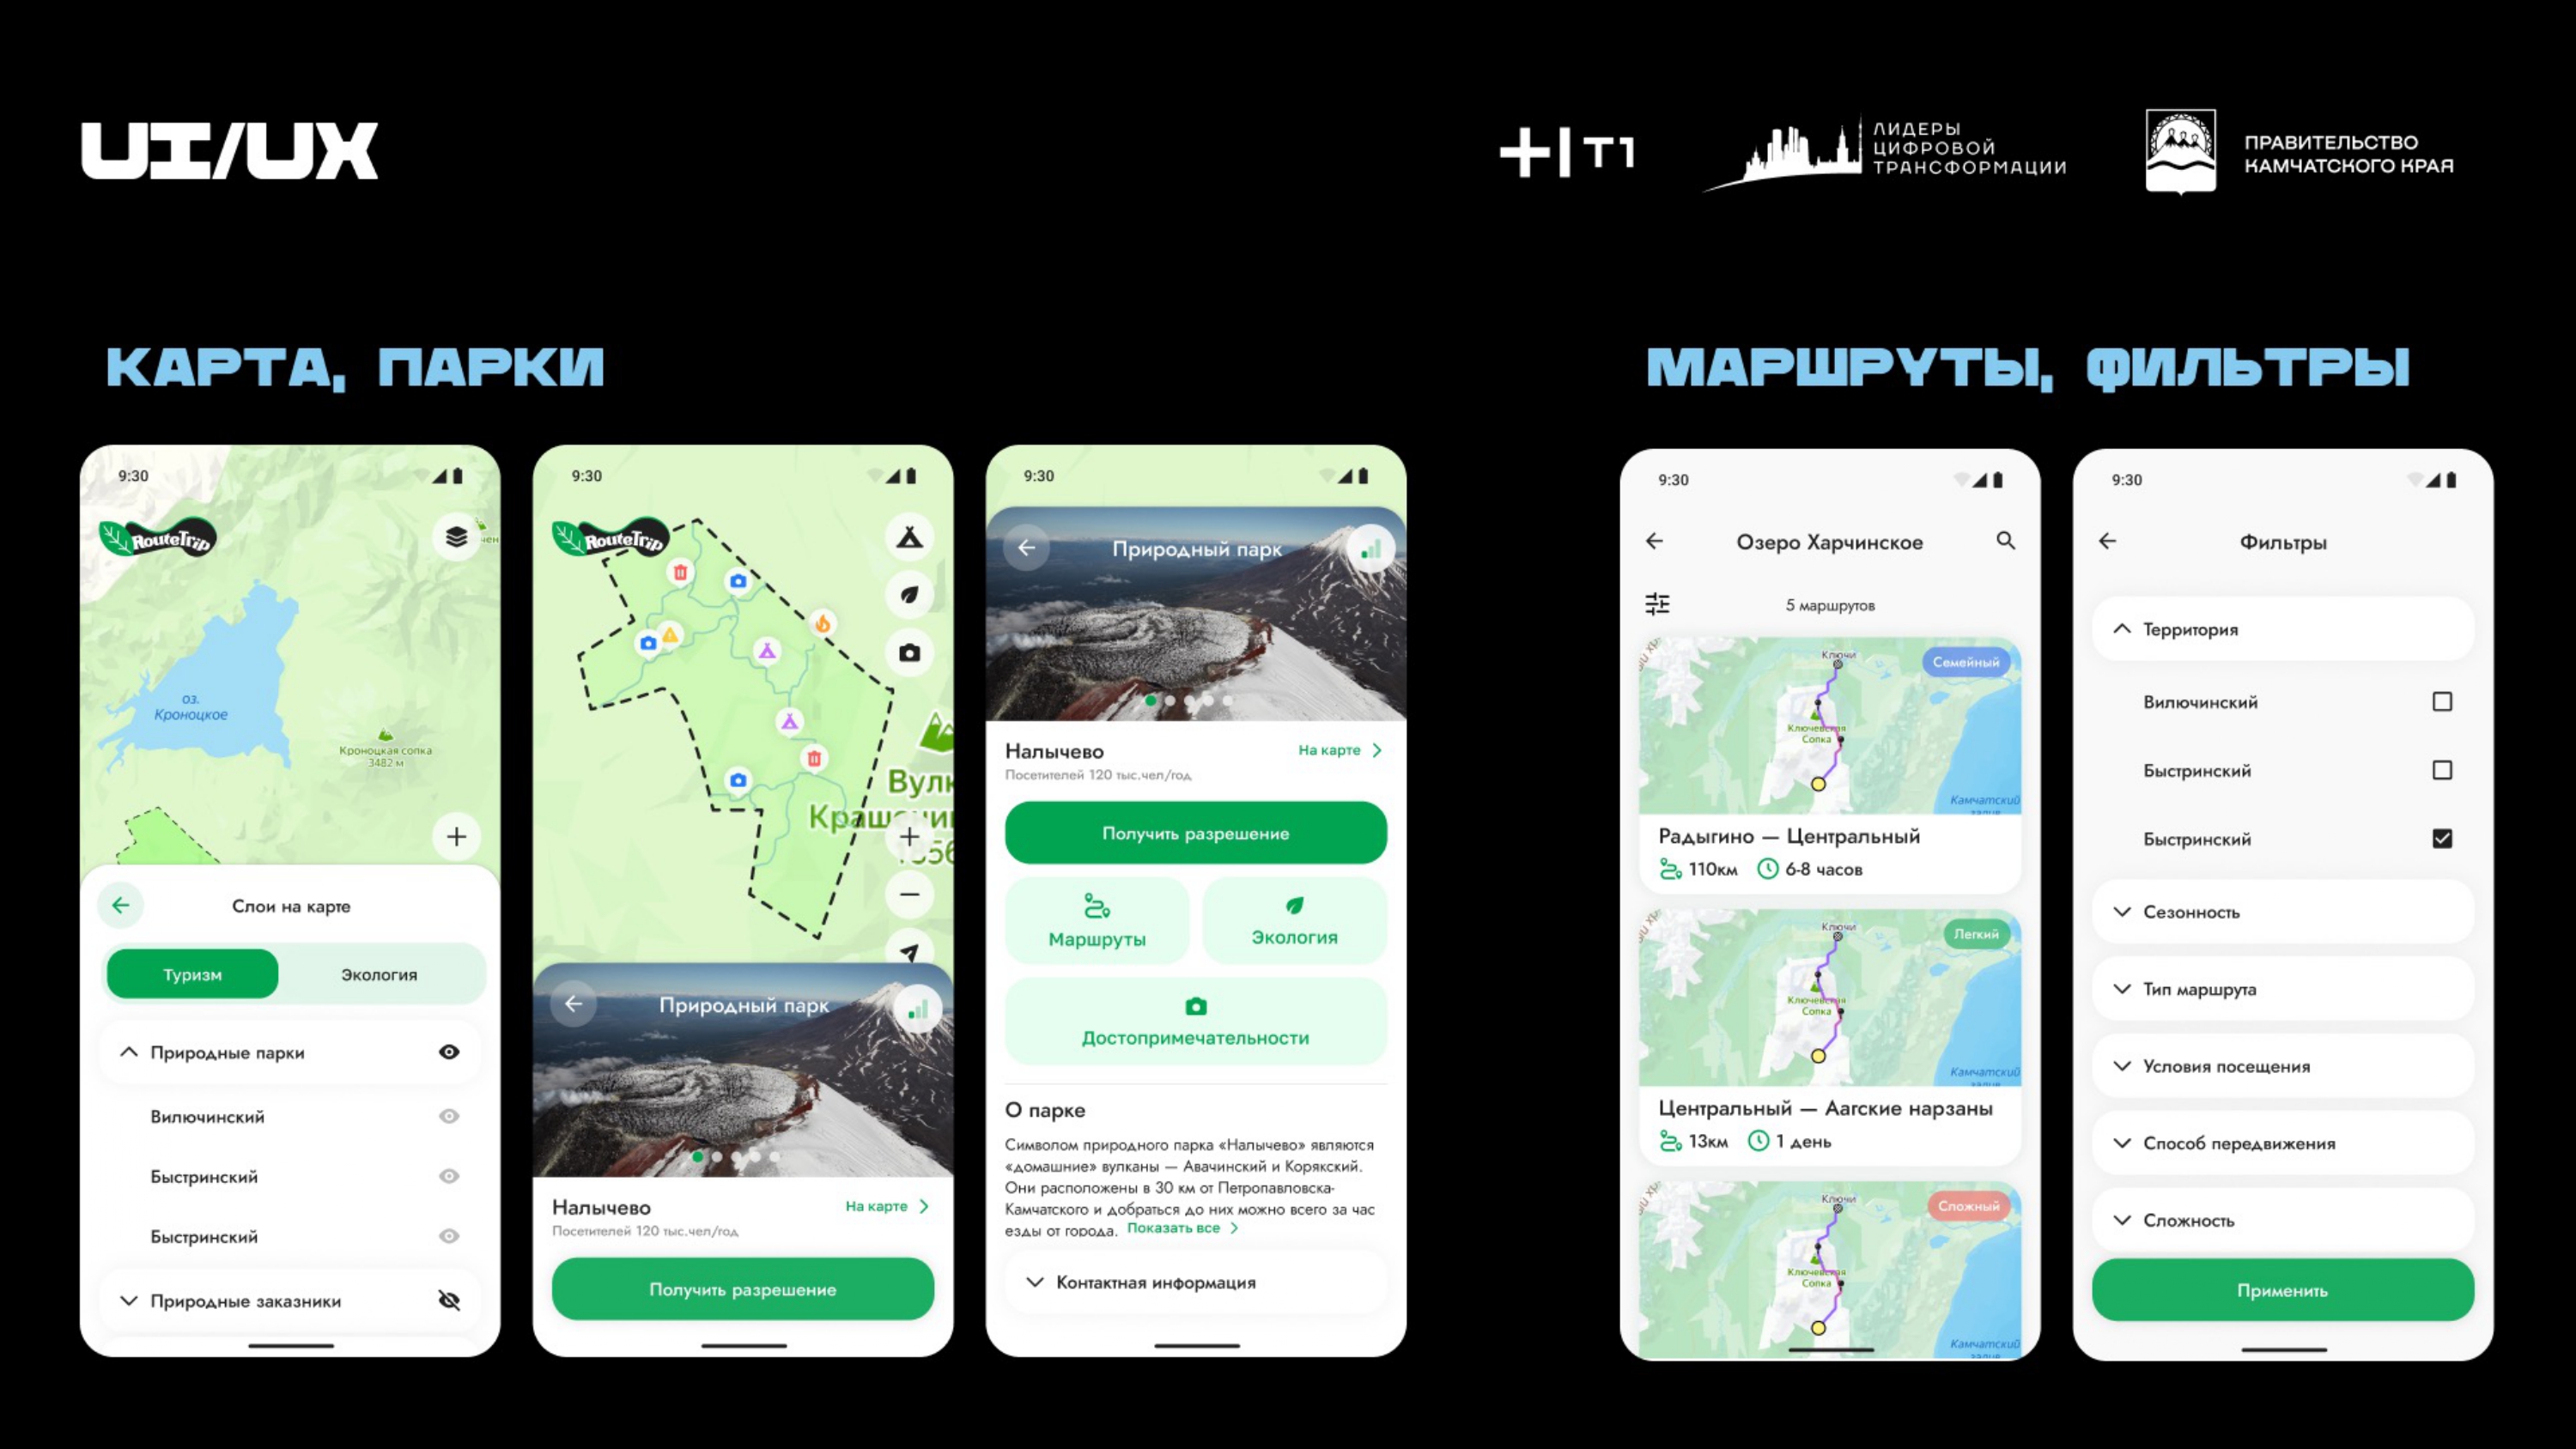 UI/UX
+| T1
ЛИДЕРЫ
ЦИФРОВОЙ
ТРАНСФОРМАЦИИ
ПРАВИТЕЛЬСТВО
КАМЧАТСКОГО КРАЯ
КАРТА, ПАРКИ
9:30
RouteTrip
оз.
Кроноцкое
Кроноцкая сопка
3482 м
Слои на карте
Туризм
Экология
Природные парки
Вилючинский
Быстринский
Быстринский
Природные заказники
9:30
RouteTrip
Природный парк
Налычево
На карте
Посетителей 120 тыс.чел/год
Получить разрешение
9:30
Природный парк
Налычево
На карте
Посетителей 120 тыс.чел/год
Получить разрешение
Маршруты
Экология
Достопримечательности
О парке
Символом природного парка «Налычево» являются
«домашние» вулканы — Авачинский и Корякский.
Они расположены в 30 км от Петропавловска-
Камчатского и добраться до них можно всего за час
езды от города. Показать все
Контактная информация
МАРШРУТЫ, ФИЛЬТРЫ
9:30
Озеро Харчинское
5 маршрутов
Ключи
Семейный
Ключевская
Сопка
Камчатский
Радыгино — Центральный
110км
6-8 часов
Ключи
Легкий
Ключевская
Сопка
Камчатский
Центральный — Аагские нарзаны
13км
1 день
Ключи
Сложный
Ключевская
Сопка
Камчатский
9:30
Фильтры
Территория
Вилючинский
Быстринский
Быстринский
Сезонность
Тип маршрута
Условия посещения
Способ передвижения
Сложность
Применить